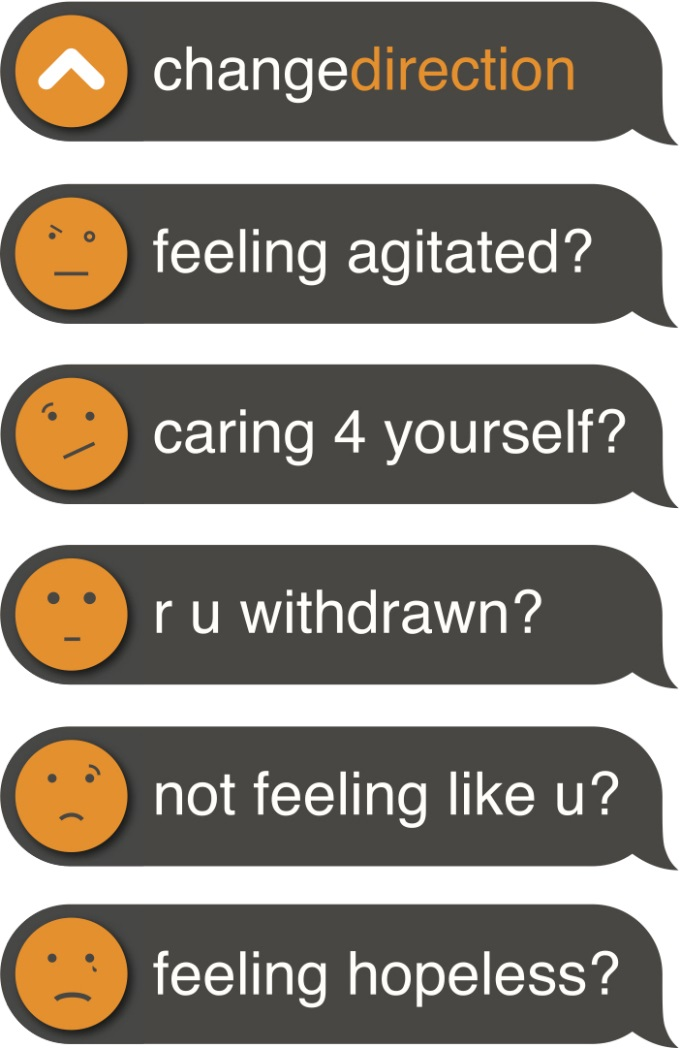 changedirection
feeling agitated?
caring 4 yourself?
r u withdrawn?
not feeling like u?
feeling hopeless?